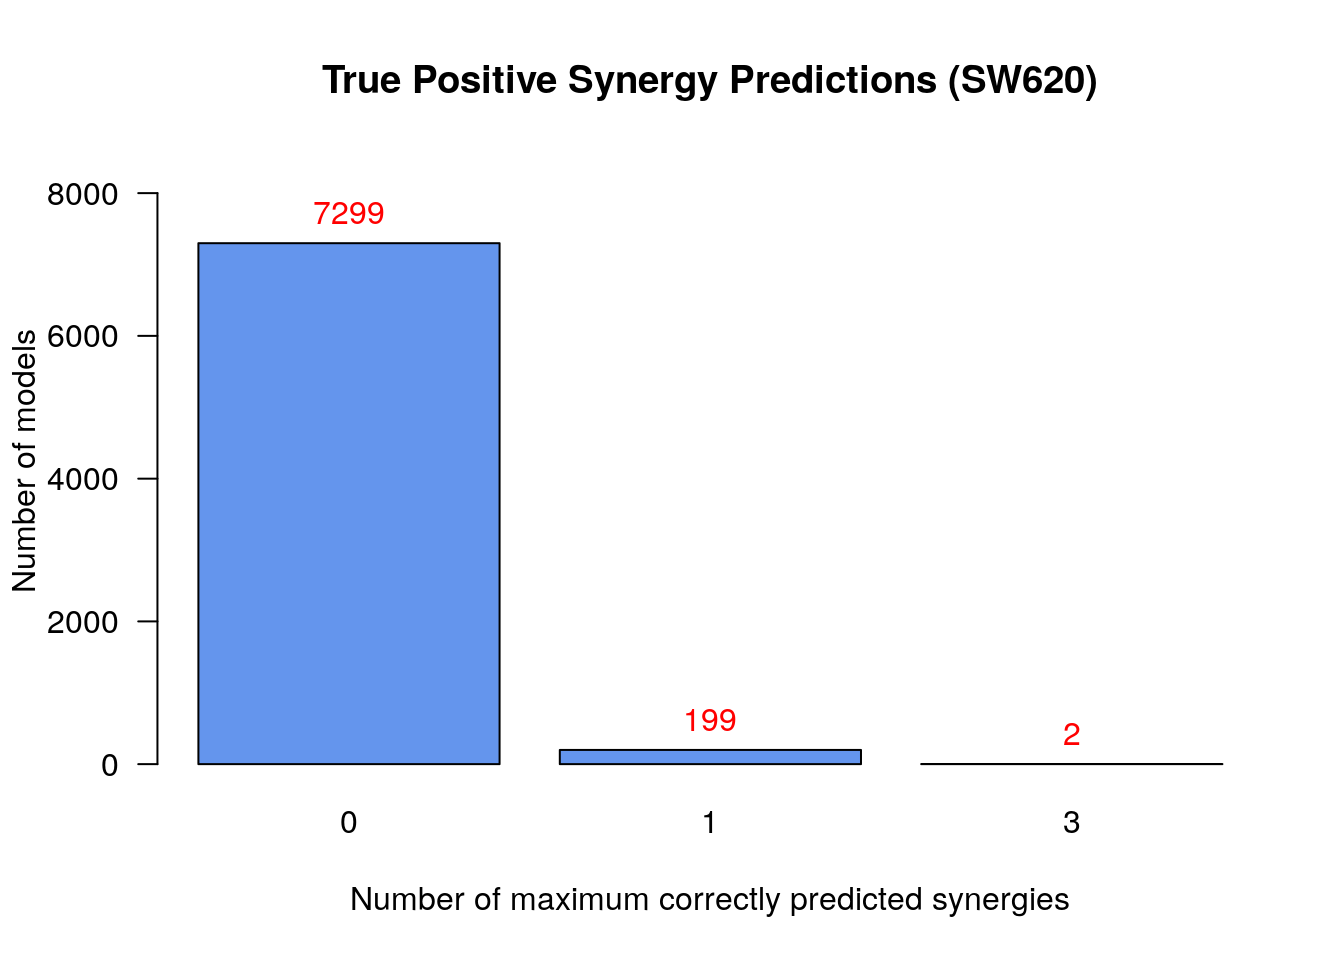 True Positive Synergy Predictions (SW620)
8000
7299
6000
Number of models
4000
2000
199
2
0
0 1 3
Number of maximum correctly predicted synergies